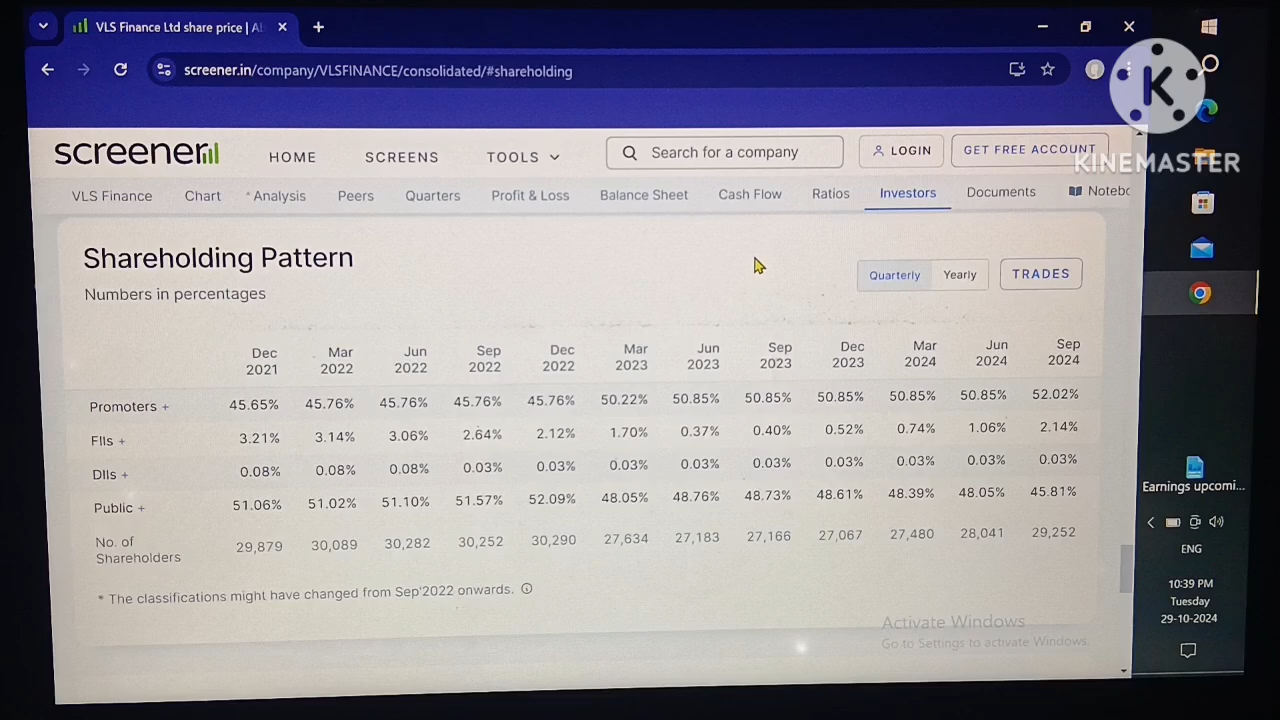 VLS Finance Ltd share price | A
screener.in/company/VLSFINANCE/consolidated/#shareholding
K
KINEMASTER
screener
HOME SCREENS TOOLS Search for a company LOGIN GET FREE ACCOUNT
VLS Finance Chart Analysis Peers Quarters Profit & Loss Balance Sheet Cash Flow Ratios Investors Documents Notebo
Shareholding Pattern
Numbers in percentages
Quarterly Yearly TRADES
Dec Mar Jun Sep Dec Mar Jun Sep Dec Mar Jun Sep
2021 2022 2022 2022 2022 2023 2023 2023 2023 2024 2024 2024
Promoters + 45.65% 45.76% 45.76% 45.76% 45.76% 50.22% 50.85% 50.85% 50.85% 50.85% 50.85% 52.02%
FIIs + 3.21% 3.14% 3.06% 2.64% 2.12% 1.70% 0.37% 0.40% 0.52% 0.74% 1.06% 2.14%
DIIs + 0.08% 0.08% 0.08% 0.03% 0.03% 0.03% 0.03% 0.03% 0.03% 0.03% 0.03% 0.03%
Public + 51.06% 51.02% 51.10% 51.57% 52.09% 48.05% 48.76% 48.73% 48.61% 48.39% 48.05% 45.81%
No. of
Shareholders 29,879 30,089 30,282 30,252 30,290 27,634 27,183 27,166 27,067 27,480 28,041 29,252
* The classifications might have changed from Sep'2022 onwards.
Activate Windows
Go to Settings to activate Windows.
Earnings upcomi...
ENG
10:39 PM
Tuesday
29-10-2024